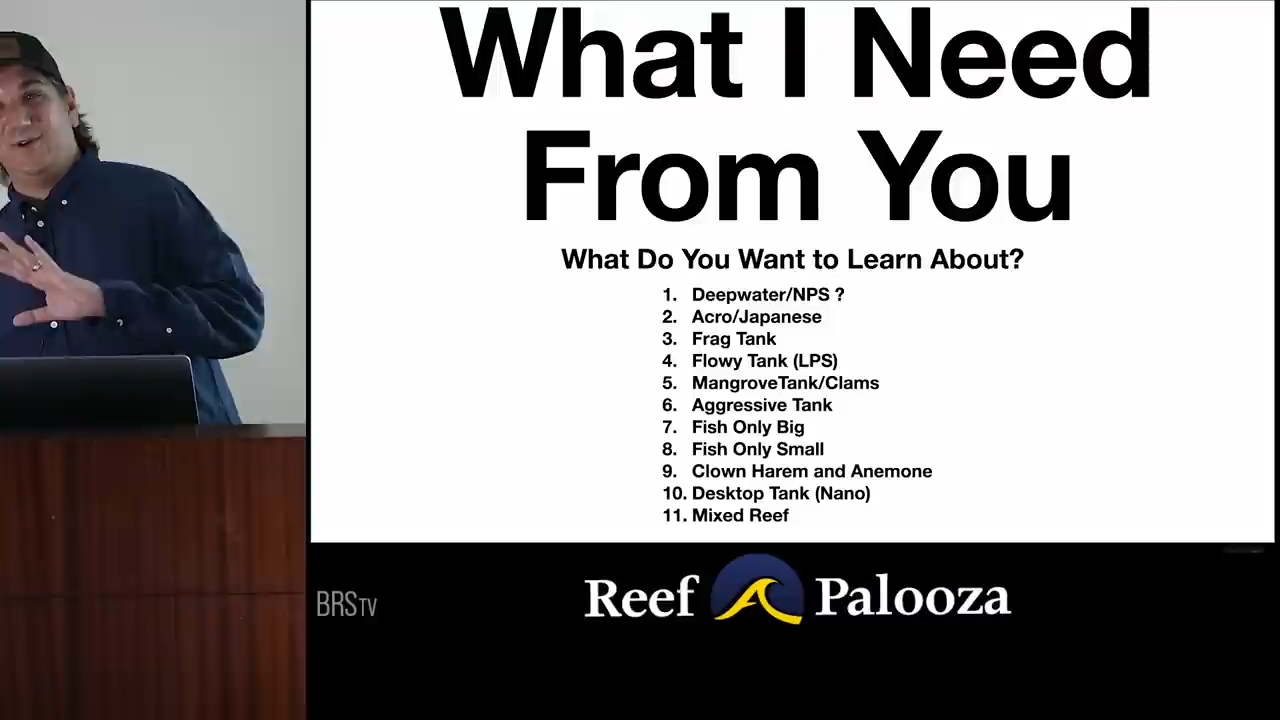 What I Need
From You
What Do You Want to Learn About?
1. Deepwater/NPS ?
2. Acro/Japanese
3. Frag Tank
4. Flowy Tank (LPS)
5. MangroveTank/Clams
6. Aggressive Tank
7. Fish Only Big
8. Fish Only Small
9. Clown Harem and Anemone
10. Desktop Tank (Nano)
11. Mixed Reef
BRSTV
Reef Palooza